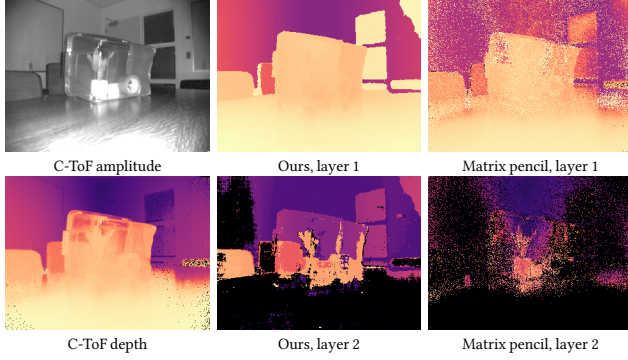 C-ToF amplitude
Ours, layer 1
Matrix pencil, layer 1
C-ToF depth
Ours, layer 2
Matrix pencil, layer 2